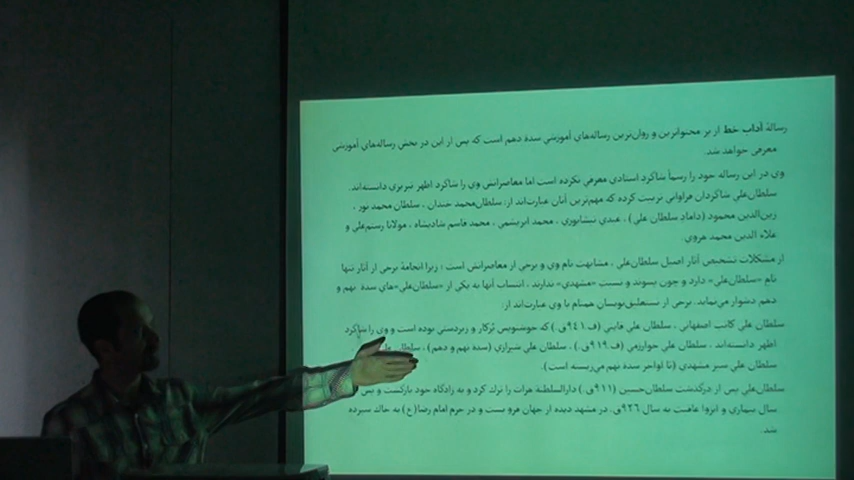 رسالهٔ آداب خط از پر محتواترین و روان‌ترین رساله‌های آموزشی سدهٔ دهم است که پس از این در بخش رساله‌های آموزشی
معرفی خواهد شد.
وی در این رساله خود را رسماً شاگرد استادی معرفی نکرده است اما معاصرانش وی را شاگرد اظهر تبریزی دانسته‌اند.
سلطان‌علی شاگردان فراوانی تربیت کرده که مهم‌ترین آنان عبارت‌اند از: سلطان‌محمد خندان ، سلطان محمد نور ،
زین‌الدین محمود (داماد سلطان علی) ، عبدی نیشابوری ، محمد ابریشمی ، محمد قاسم شادیشاه ، مولانا رستم‌علی و
علاء الدین محمد هروی.
از مشکلات تشخیص آثار اصیل سلطان‌علی ، مشابهت نام وی و برخی از معاصرانش است ؛ زیرا انجامهٔ برخی از آثار تنها
نام «سلطان‌علی» دارد و چون پسوند و نسبت «مشهدی» ندارند ، انتساب آنها به یکی از «سلطان‌علی»های سدهٔ نهم و
دهم دشوار می‌نماید. برخی از نستعلیق‌نویسان همنام با وی عبارت‌اند از:
سلطان علی کاتب اصفهانی ، سلطان علی قاینی (ف ۹۴۱ق.) که خوشنویس پُرکار و زبردستی بوده است و وی را شاگرد
اظهر دانسته‌اند ، سلطان علی خوارزمی (ف ۹۱۹ق.) ، سلطان علی شیرازی (سدهٔ نهم و دهم) ، سلطان
سلطان علی سبز مشهدی (تا اواخر سدهٔ نهم می‌زیسته است).
سلطان‌علی پس از درگذشت سلطان‌حسین (۹۱۱ق.) دارالسلطنهٔ هرات را ترک کرد و به زادگاه خود بازگشت و پس
سال بیماری و انزوا عاقبت به سال ۹۲۶ق. در مشهد دیده از جهان فرو بست و در حرم امام رضا(ع) به خاک سپرده
شد.